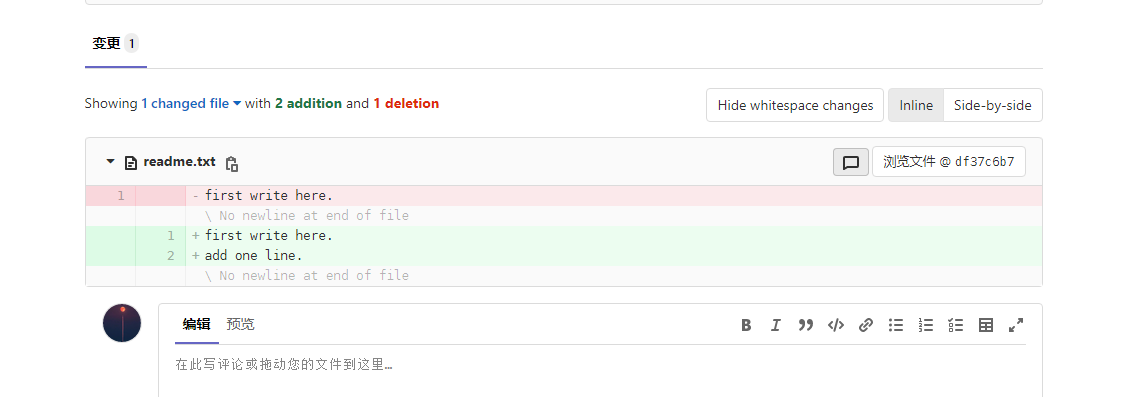 变更 1
Showing 1 changed file with 2 addition and 1 deletion
Hide whitespace changes Inline Side-by-side
readme.txt 浏览文件 @ df37c6b7
1 - first write here.
\ No newline at end of file
1 + first write here.
2 + add one line.
\ No newline at end of file
编辑 预览
在此写评论或拖动您的文件到这里…